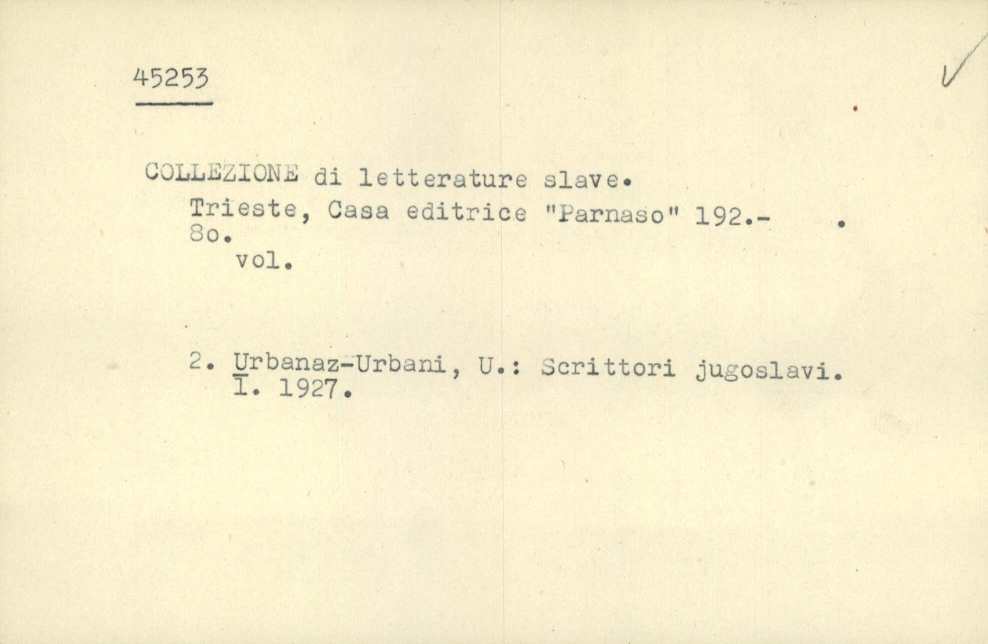 45253
COLLEZIONE di letterature slave.
Trieste, Casa editrice "Parnaso" 192.- .
8o.
vol.
2. Urbanaz-Urbani, U.: Scrittori jugoslavi.
I. 1927.